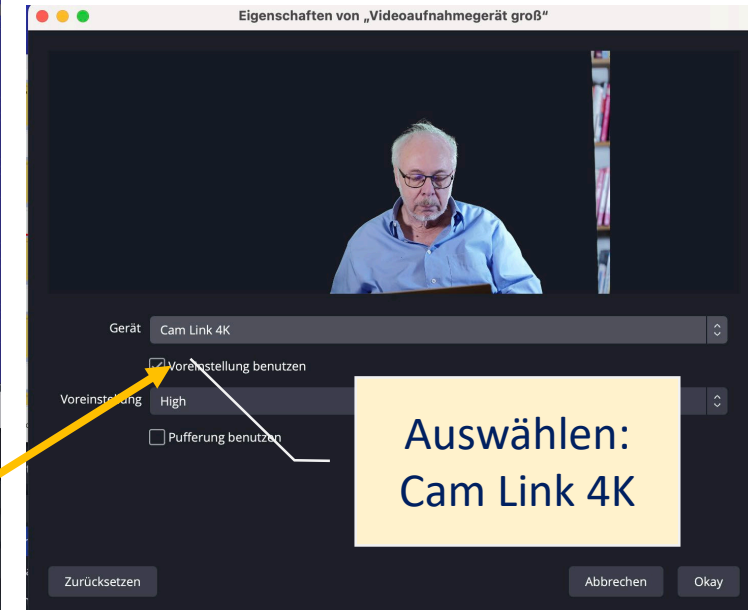 Eigenschaften von „Videoaufnahmegerät groß“
Gerät
Cam Link 4K
Voreinstellung benutzen
Voreinstellung
High
Pufferung benutzen
Auswählen:
Cam Link 4K
Zurücksetzen
Abbrechen
Okay